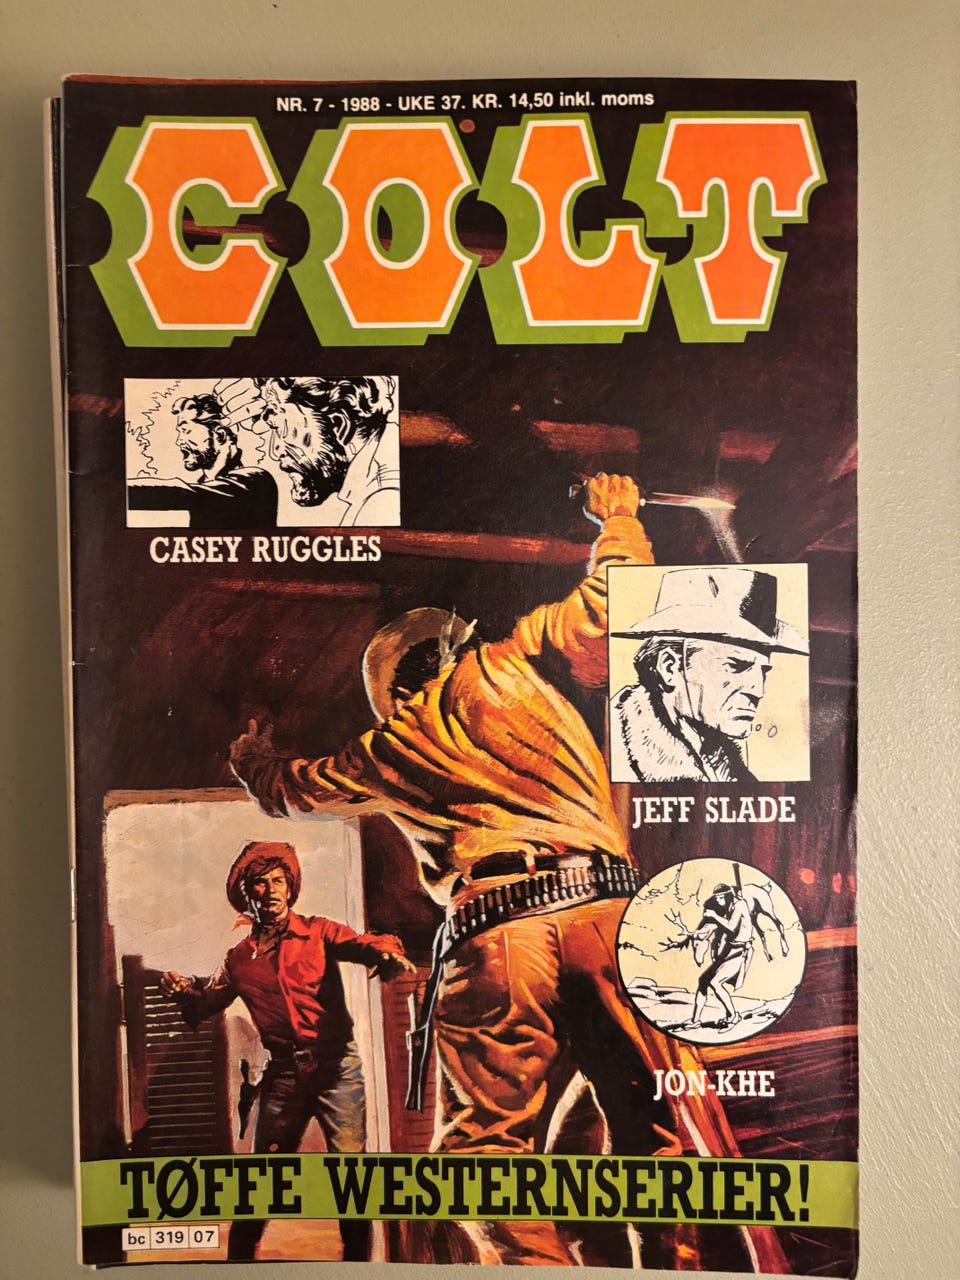 NR. 7 - 1988 - UKE 37. KR. 14,50 inkl. moms
COLT
CASEY RUGGLES
JEFF SLADE
JON-KHE
TØFFE WESTERNSERIER!
bc 319 07